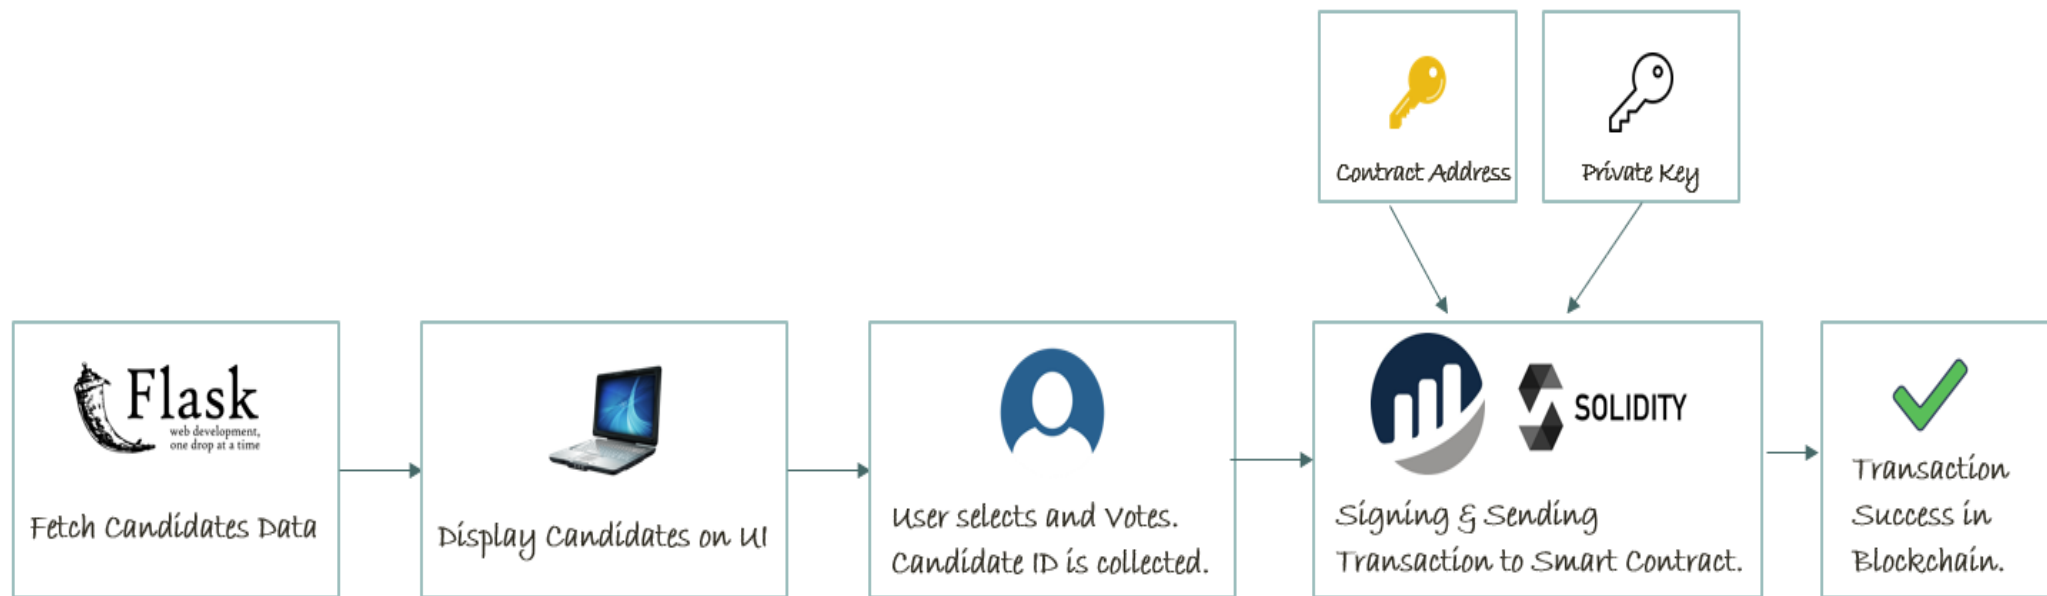 Contract Address
Private Key
Flask
web development,
one drop at a time
Fetch Candidates Data
Display Candidates on UI
User selects and Votes.
Candidate ID is collected.
SOLIDITY
Signing & Sending
Transaction to Smart Contract.
Transaction
Success in
Blockchain.